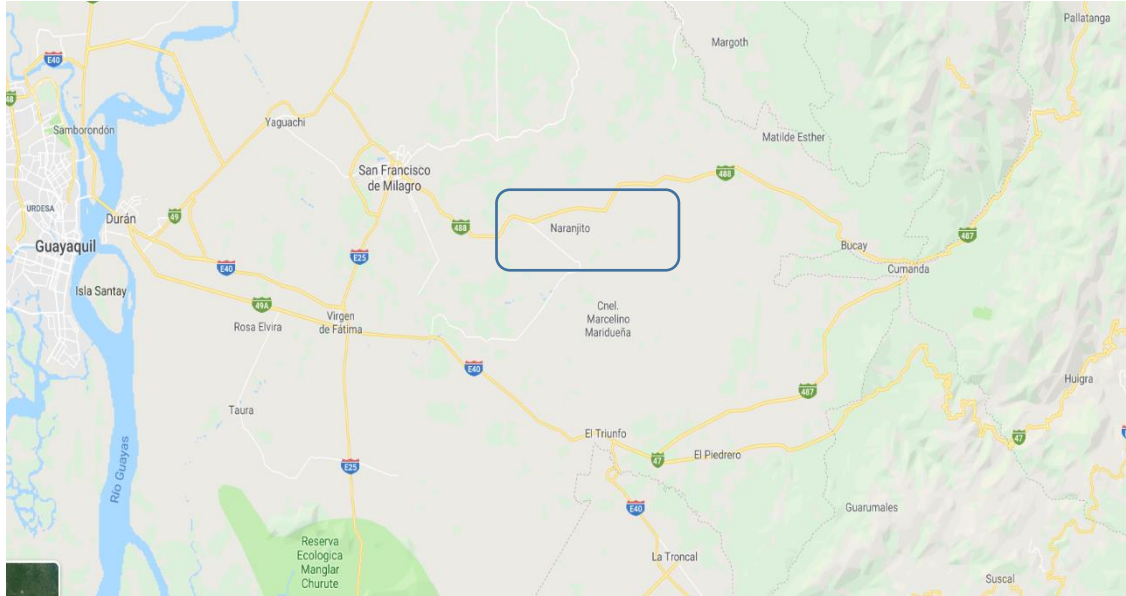 Pallatanga
Margoth
E40
48
Samborondón
Yaguachi
Matilde Esther
San Francisco
de Milagro
488
URDESA
Durán
49
488
Naranjito
Guayaquil
E25
Bucay
487
E40
Cumanda
Isla Santay
49A
Rosa Elvira
Virgen
de Fátima
Cnel.
Marcelino
Maridueña
E40
Huigra
487
Taura
El Triunfo
47
47
El Piedrero
E25
Río Guayas
E40
Guarumales
Reserva
Ecologica
Manglar
Churute
La Troncal
Suscal